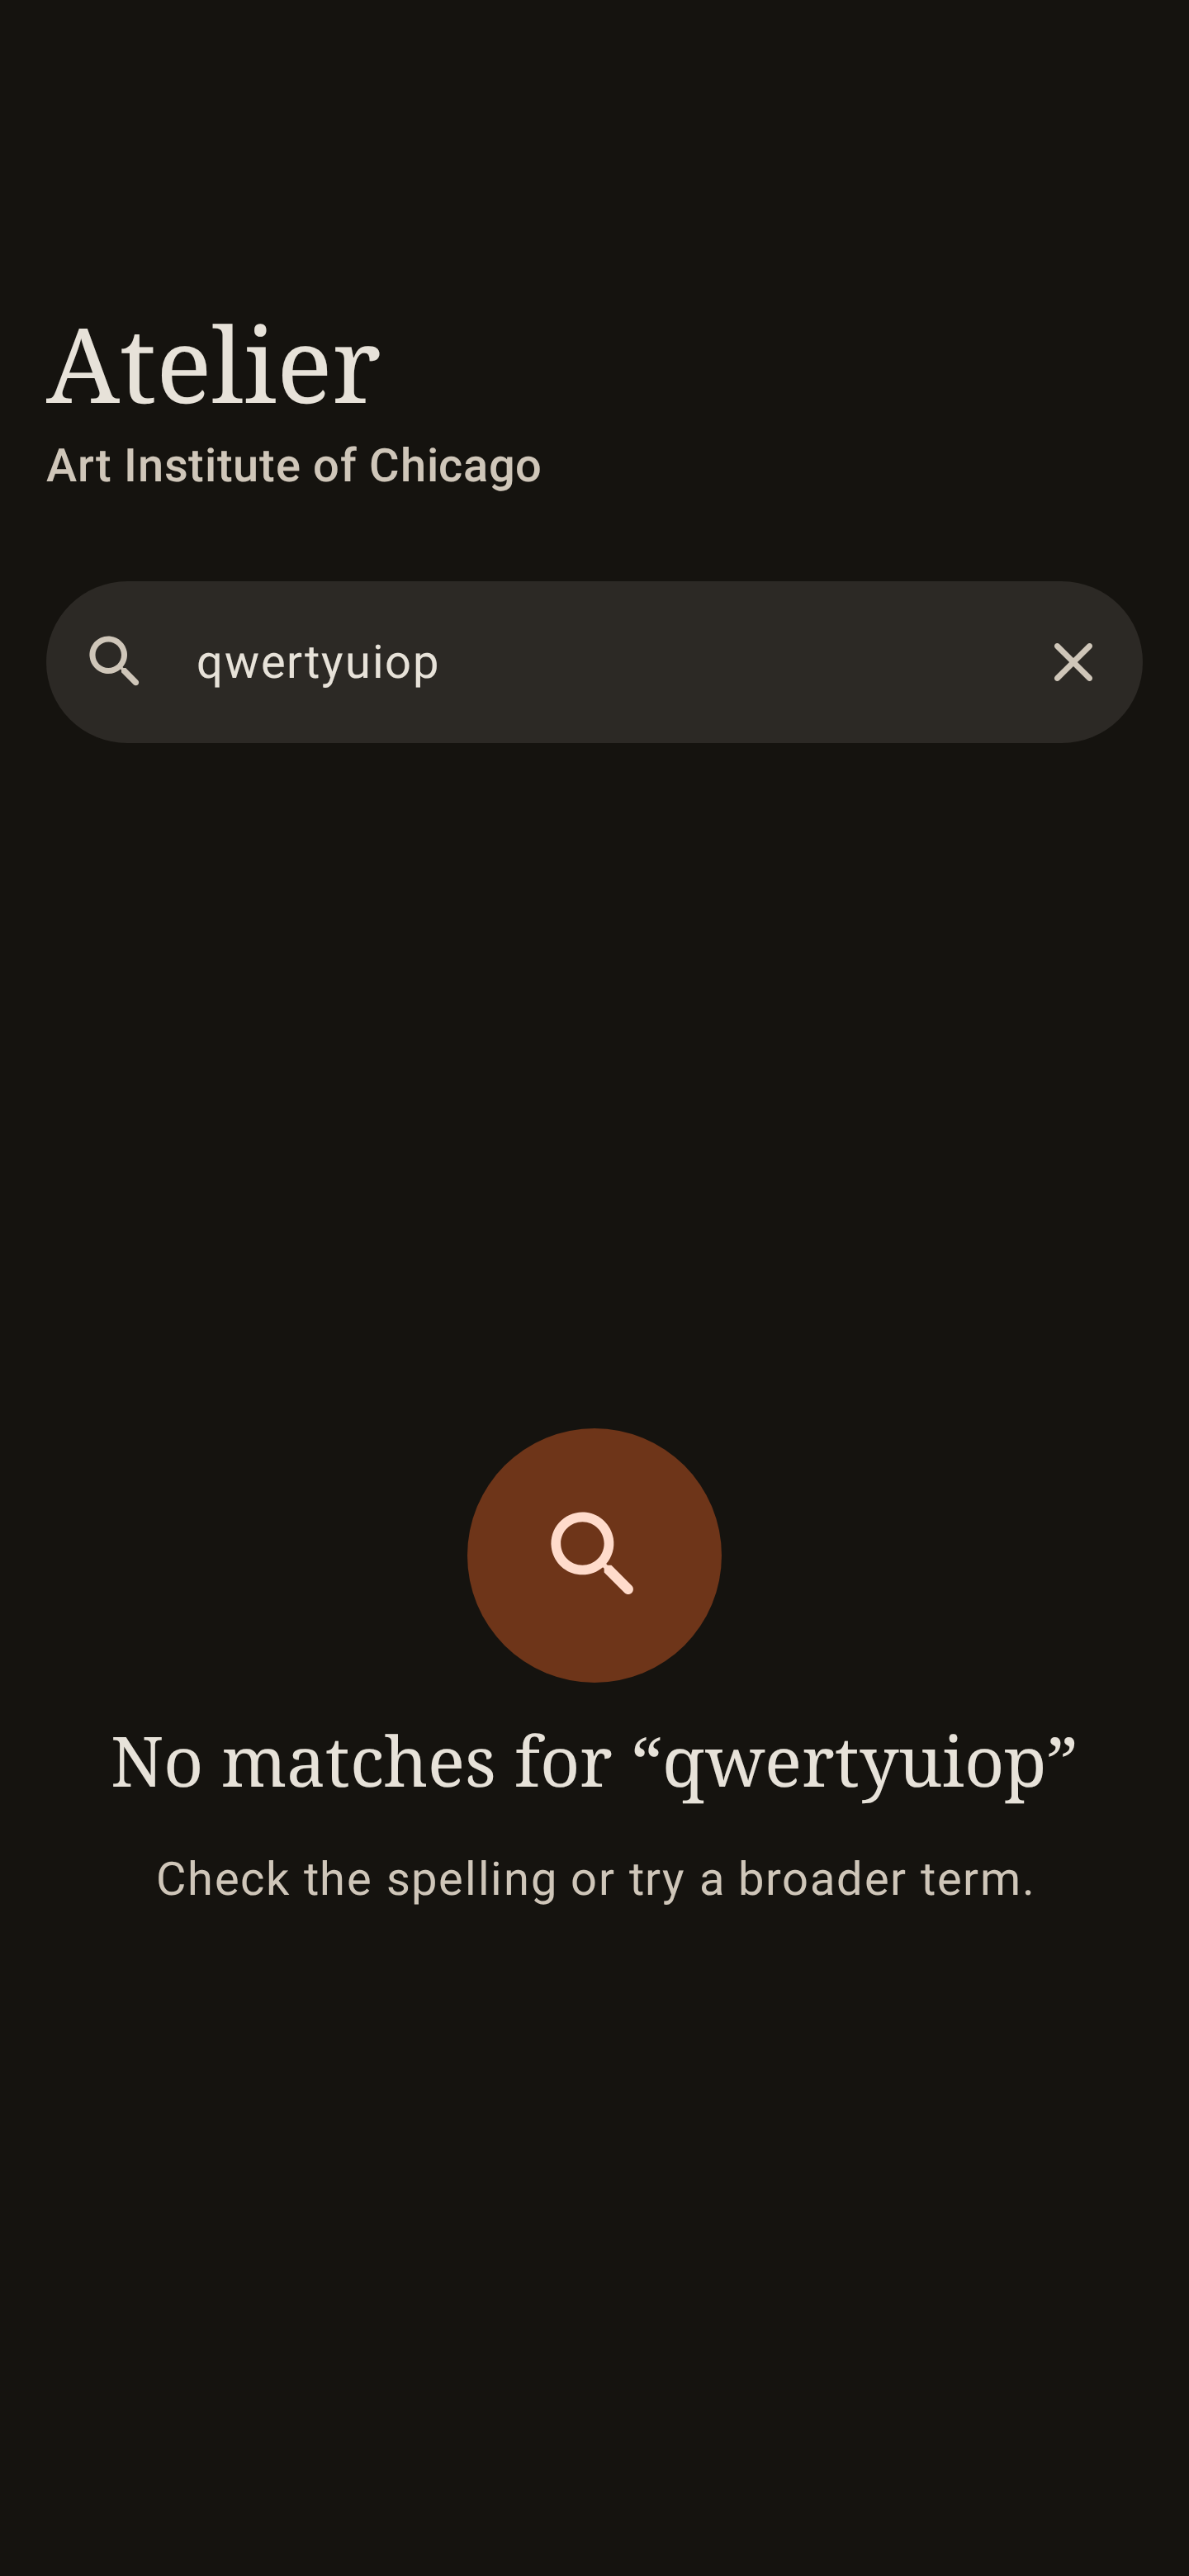 Atelier
Art Institute of Chicago
qwertyuiop
No matches for “qwertyuiop”
Check the spelling or try a broader term.